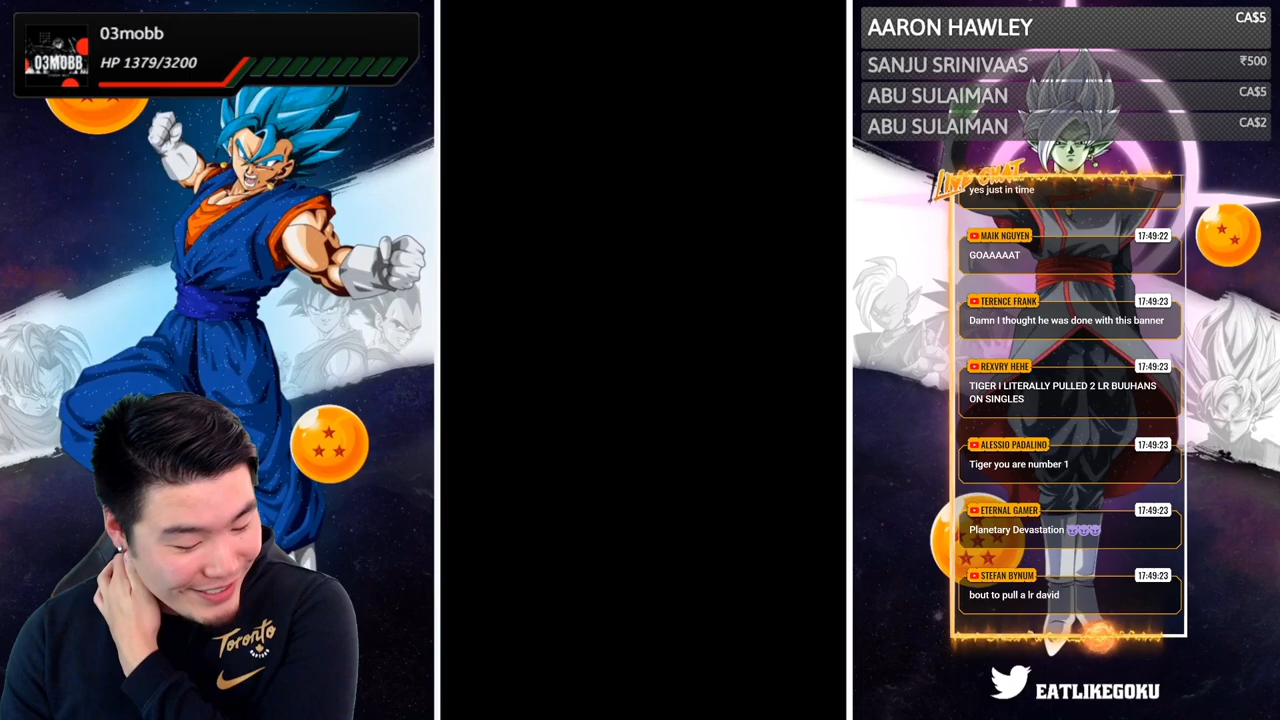 03mobb
03MOBB
HP 1379/3200
Toronto
RAPTORS
AARON HAWLEY
CA$5
SANJU SRINIVAAS
₹500
ABU SULAIMAN
CA$5
ABU SULAIMAN
CA$2
LIVE CHAT
yes just in time
MAIK NGUYEN
17:49:22
GOAAAAAT
TERENCE FRANK
17:49:23
Damn I thought he was done with this banner
REXVRY HEHE
17:49:23
TIGER I LITERALLY PULLED 2 LR BUUHANS
ON SINGLES
ALESSIO PADALINO
17:49:23
Tiger you are number 1
ETERNAL GAMER
17:49:23
Planetary Devastation 😈😈😈
STEFAN BYNUM
17:49:23
bout to pull a lr david
EATLIKEGOKU